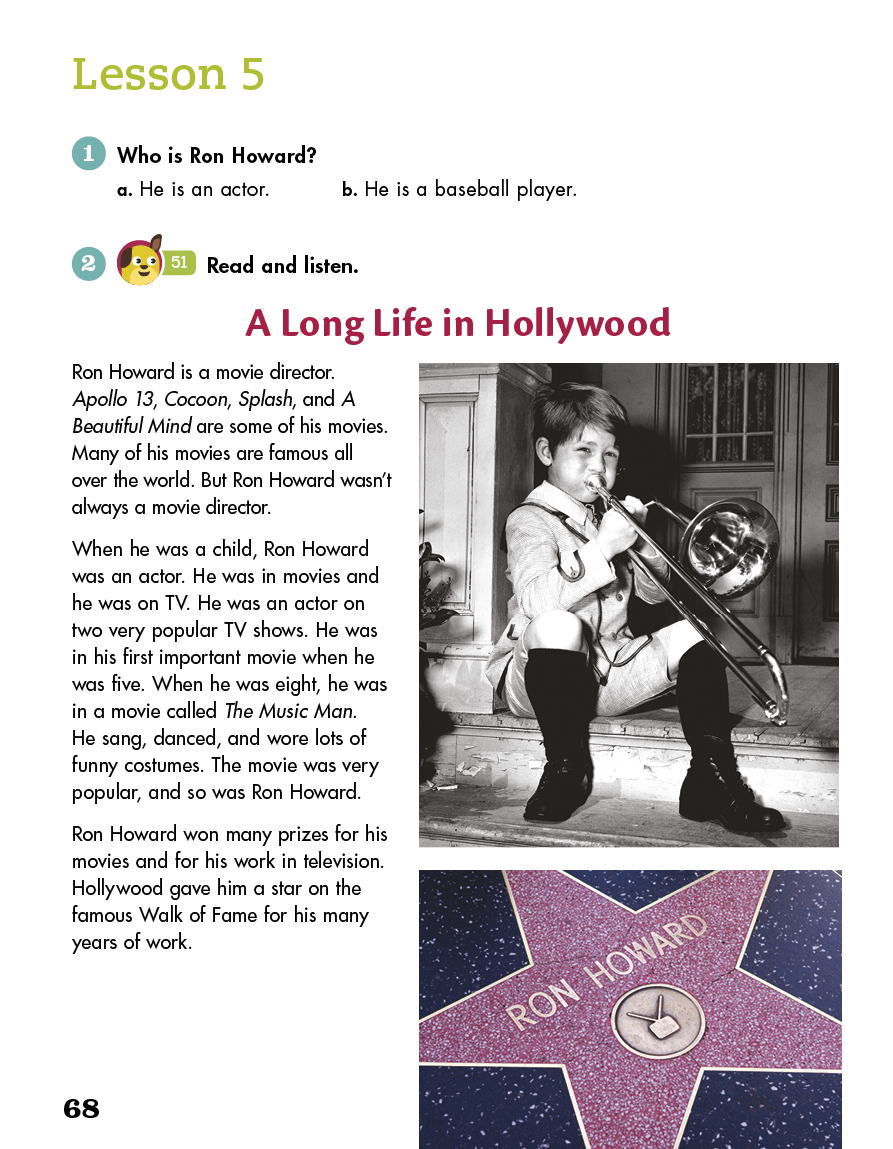 Lesson 5
1 Who is Ron Howard?
a. He is an actor. b. He is a baseball player.
2 51 Read and listen.
A Long Life in Hollywood
Ron Howard is a movie director.
Apollo 13, Cocoon, Splash, and A
Beautiful Mind are some of his movies.
Many of his movies are famous all
over the world. But Ron Howard wasn't
always a movie director.
When he was a child, Ron Howard
was an actor. He was in movies and
he was on TV. He was an actor on
two very popular TV shows. He was
in his first important movie when he
was five. When he was eight, he was
in a movie called The Music Man.
He sang, danced, and wore lots of
funny costumes. The movie was very
popular, and so was Ron Howard.
Ron Howard won many prizes for his
movies and for his work in television.
Hollywood gave him a star on the
famous Walk of Fame for his many
years of work.
RON HOWARD
68